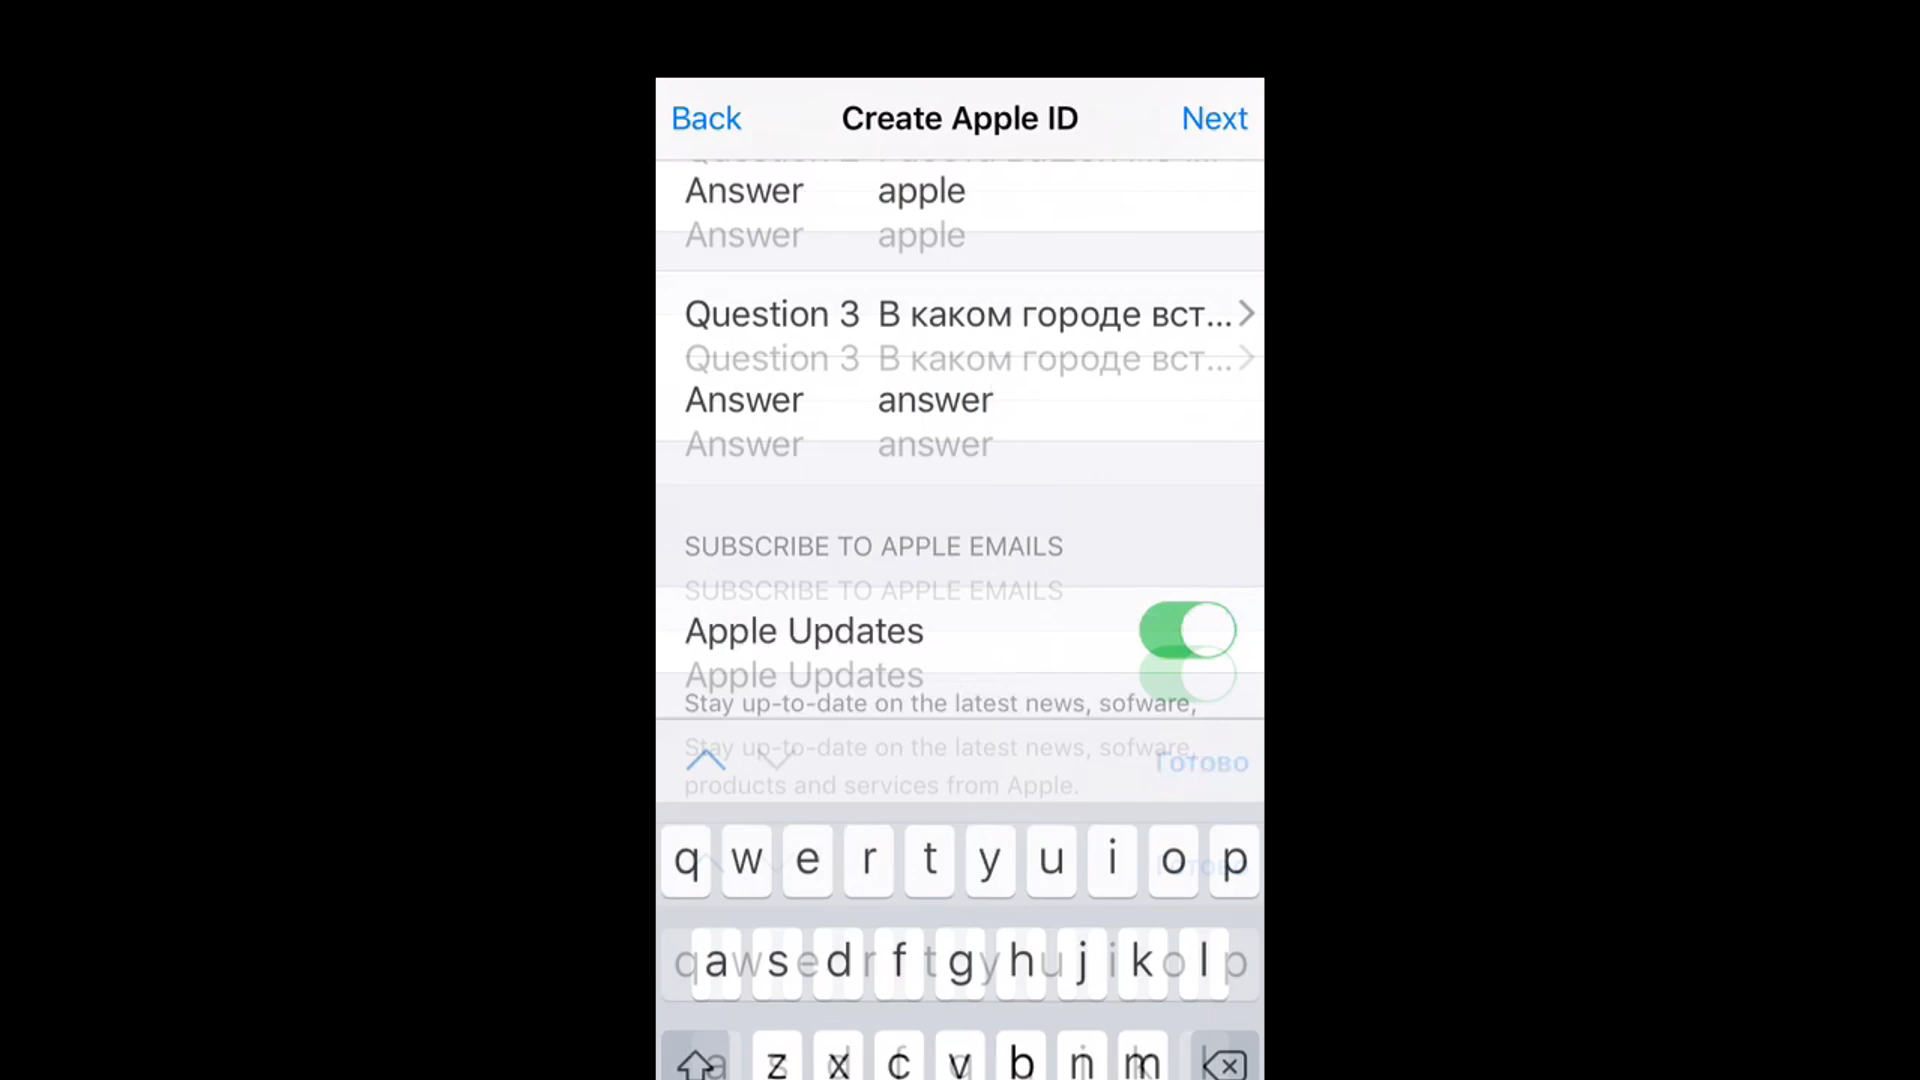 Back Create Apple ID Next
Answer apple
Answer apple
Question 3 В каком городе вст...
Question 3 В каком городе вст...
Answer answer
Answer answer
SUBSCRIBE TO APPLE EMAILS
SUBSCRIBE TO APPLE EMAILS
Apple Updates
Apple Updates
Stay up-to-date on the latest news, sofware,
Stay up-to-date on the latest news, sofware,
Готово
products and services from Apple.
q w e r t y u i o p
a s d f g h j k l
z x c v b n m